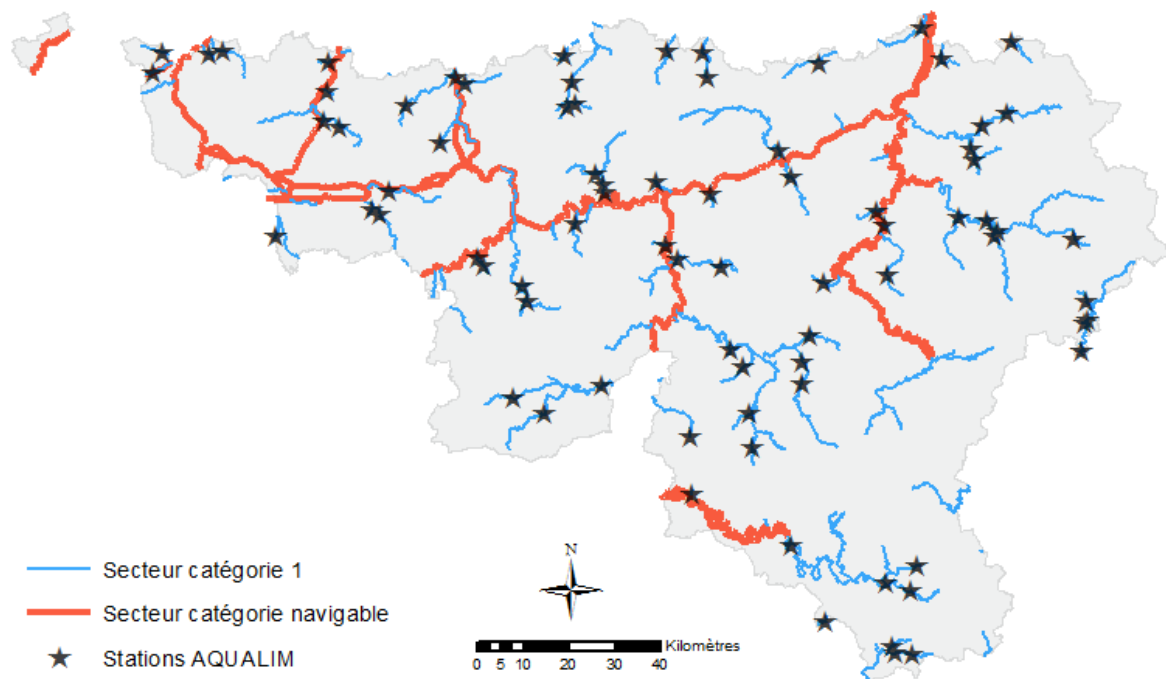 Secteur catégorie 1
Secteur catégorie navigable
Stations AQUALIM
N
Kilomètres
0 5 10 20 30 40